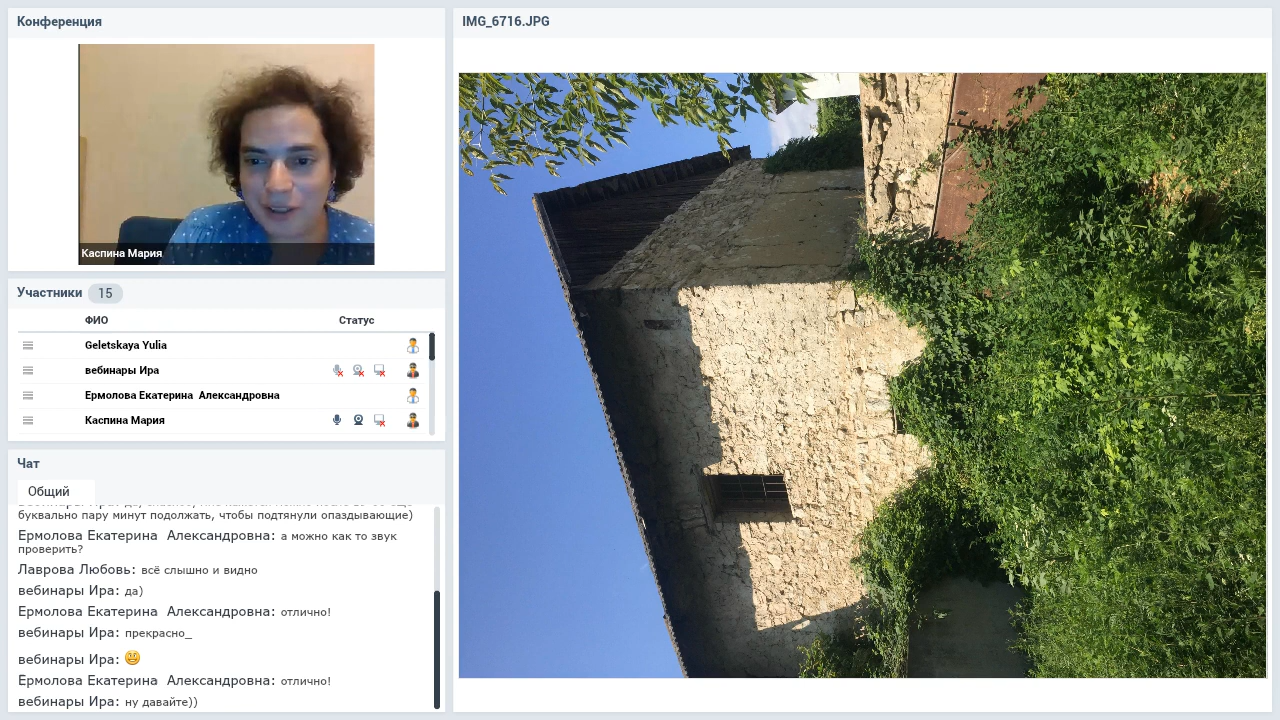 Конференция
IMG_6716.JPG
Каспина Мария
Участники 15
ФИО Статус
Geletskaya Yulia
вебинары Ира
Ермолова Екатерина Александровна
Каспина Мария
Чат
Общий
буквально пару минут подолжать, чтобы подтянули опаздывающие)
Ермолова Екатерина Александровна: а можно как то звук
проверить?
Лаврова Любовь: всё слышно и видно
вебинары Ира: да)
Ермолова Екатерина Александровна: отлично!
вебинары Ира: прекрасно_
вебинары Ира:
Ермолова Екатерина Александровна: отлично!
вебинары Ира: ну давайте))